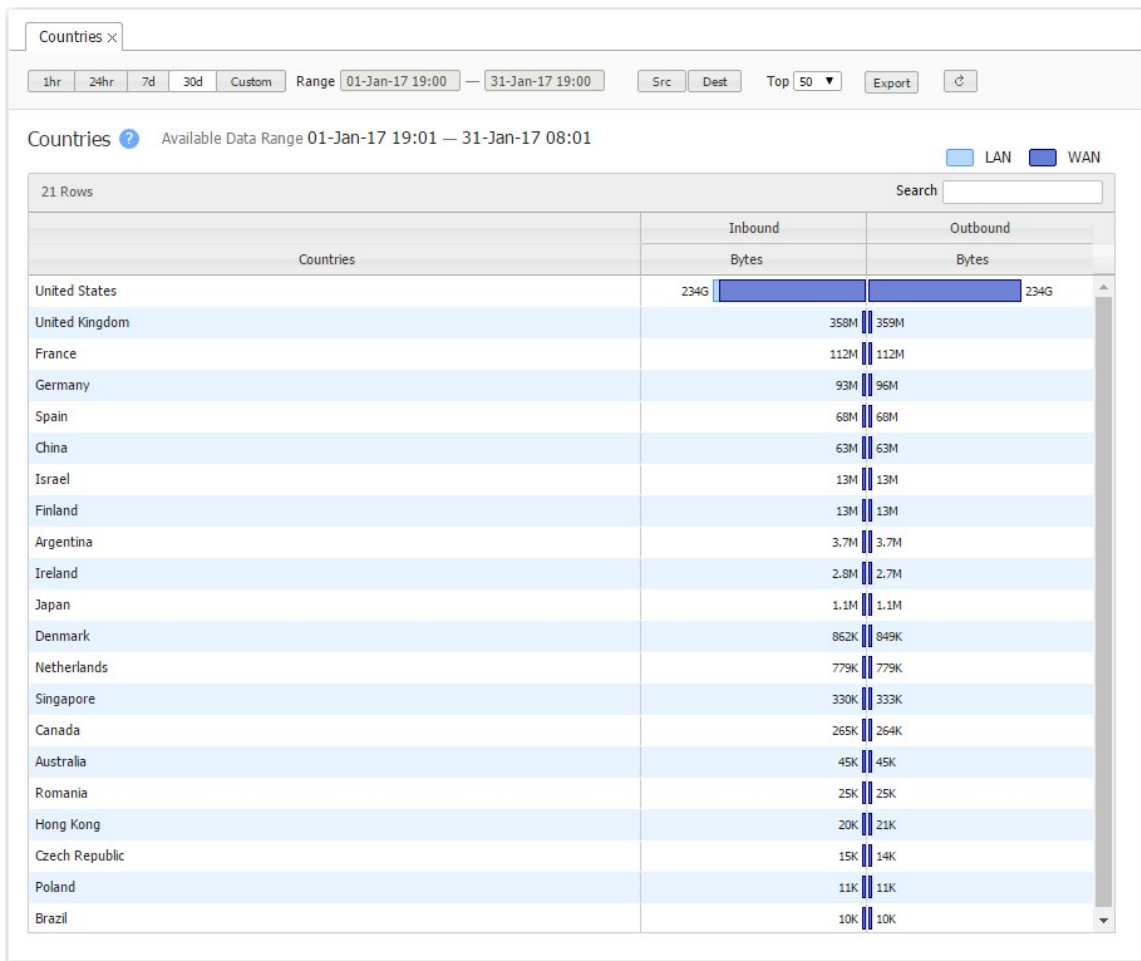 Countries ×
1hr 24hr 7d 30d Custom Range 01-Jan-17 19:00 — 31-Jan-17 19:00 Src Dest Top 50 ▼ Export
Countries ? Available Data Range 01-Jan-17 19:01 — 31-Jan-17 08:01
LAN WAN
21 Rows Search
Inbound Outbound
Countries Bytes Bytes
United States 234G 234G
United Kingdom 358M 359M
France 112M 112M
Germany 93M 96M
Spain 68M 68M
China 63M 63M
Israel 13M 13M
Finland 13M 13M
Argentina 3.7M 3.7M
Ireland 2.8M 2.7M
Japan 1.1M 1.1M
Denmark 862K 849K
Netherlands 779K 779K
Singapore 330K 333K
Canada 265K 264K
Australia 45K 45K
Romania 25K 25K
Hong Kong 20K 21K
Czech Republic 15K 14K
Poland 11K 11K
Brazil 10K 10K